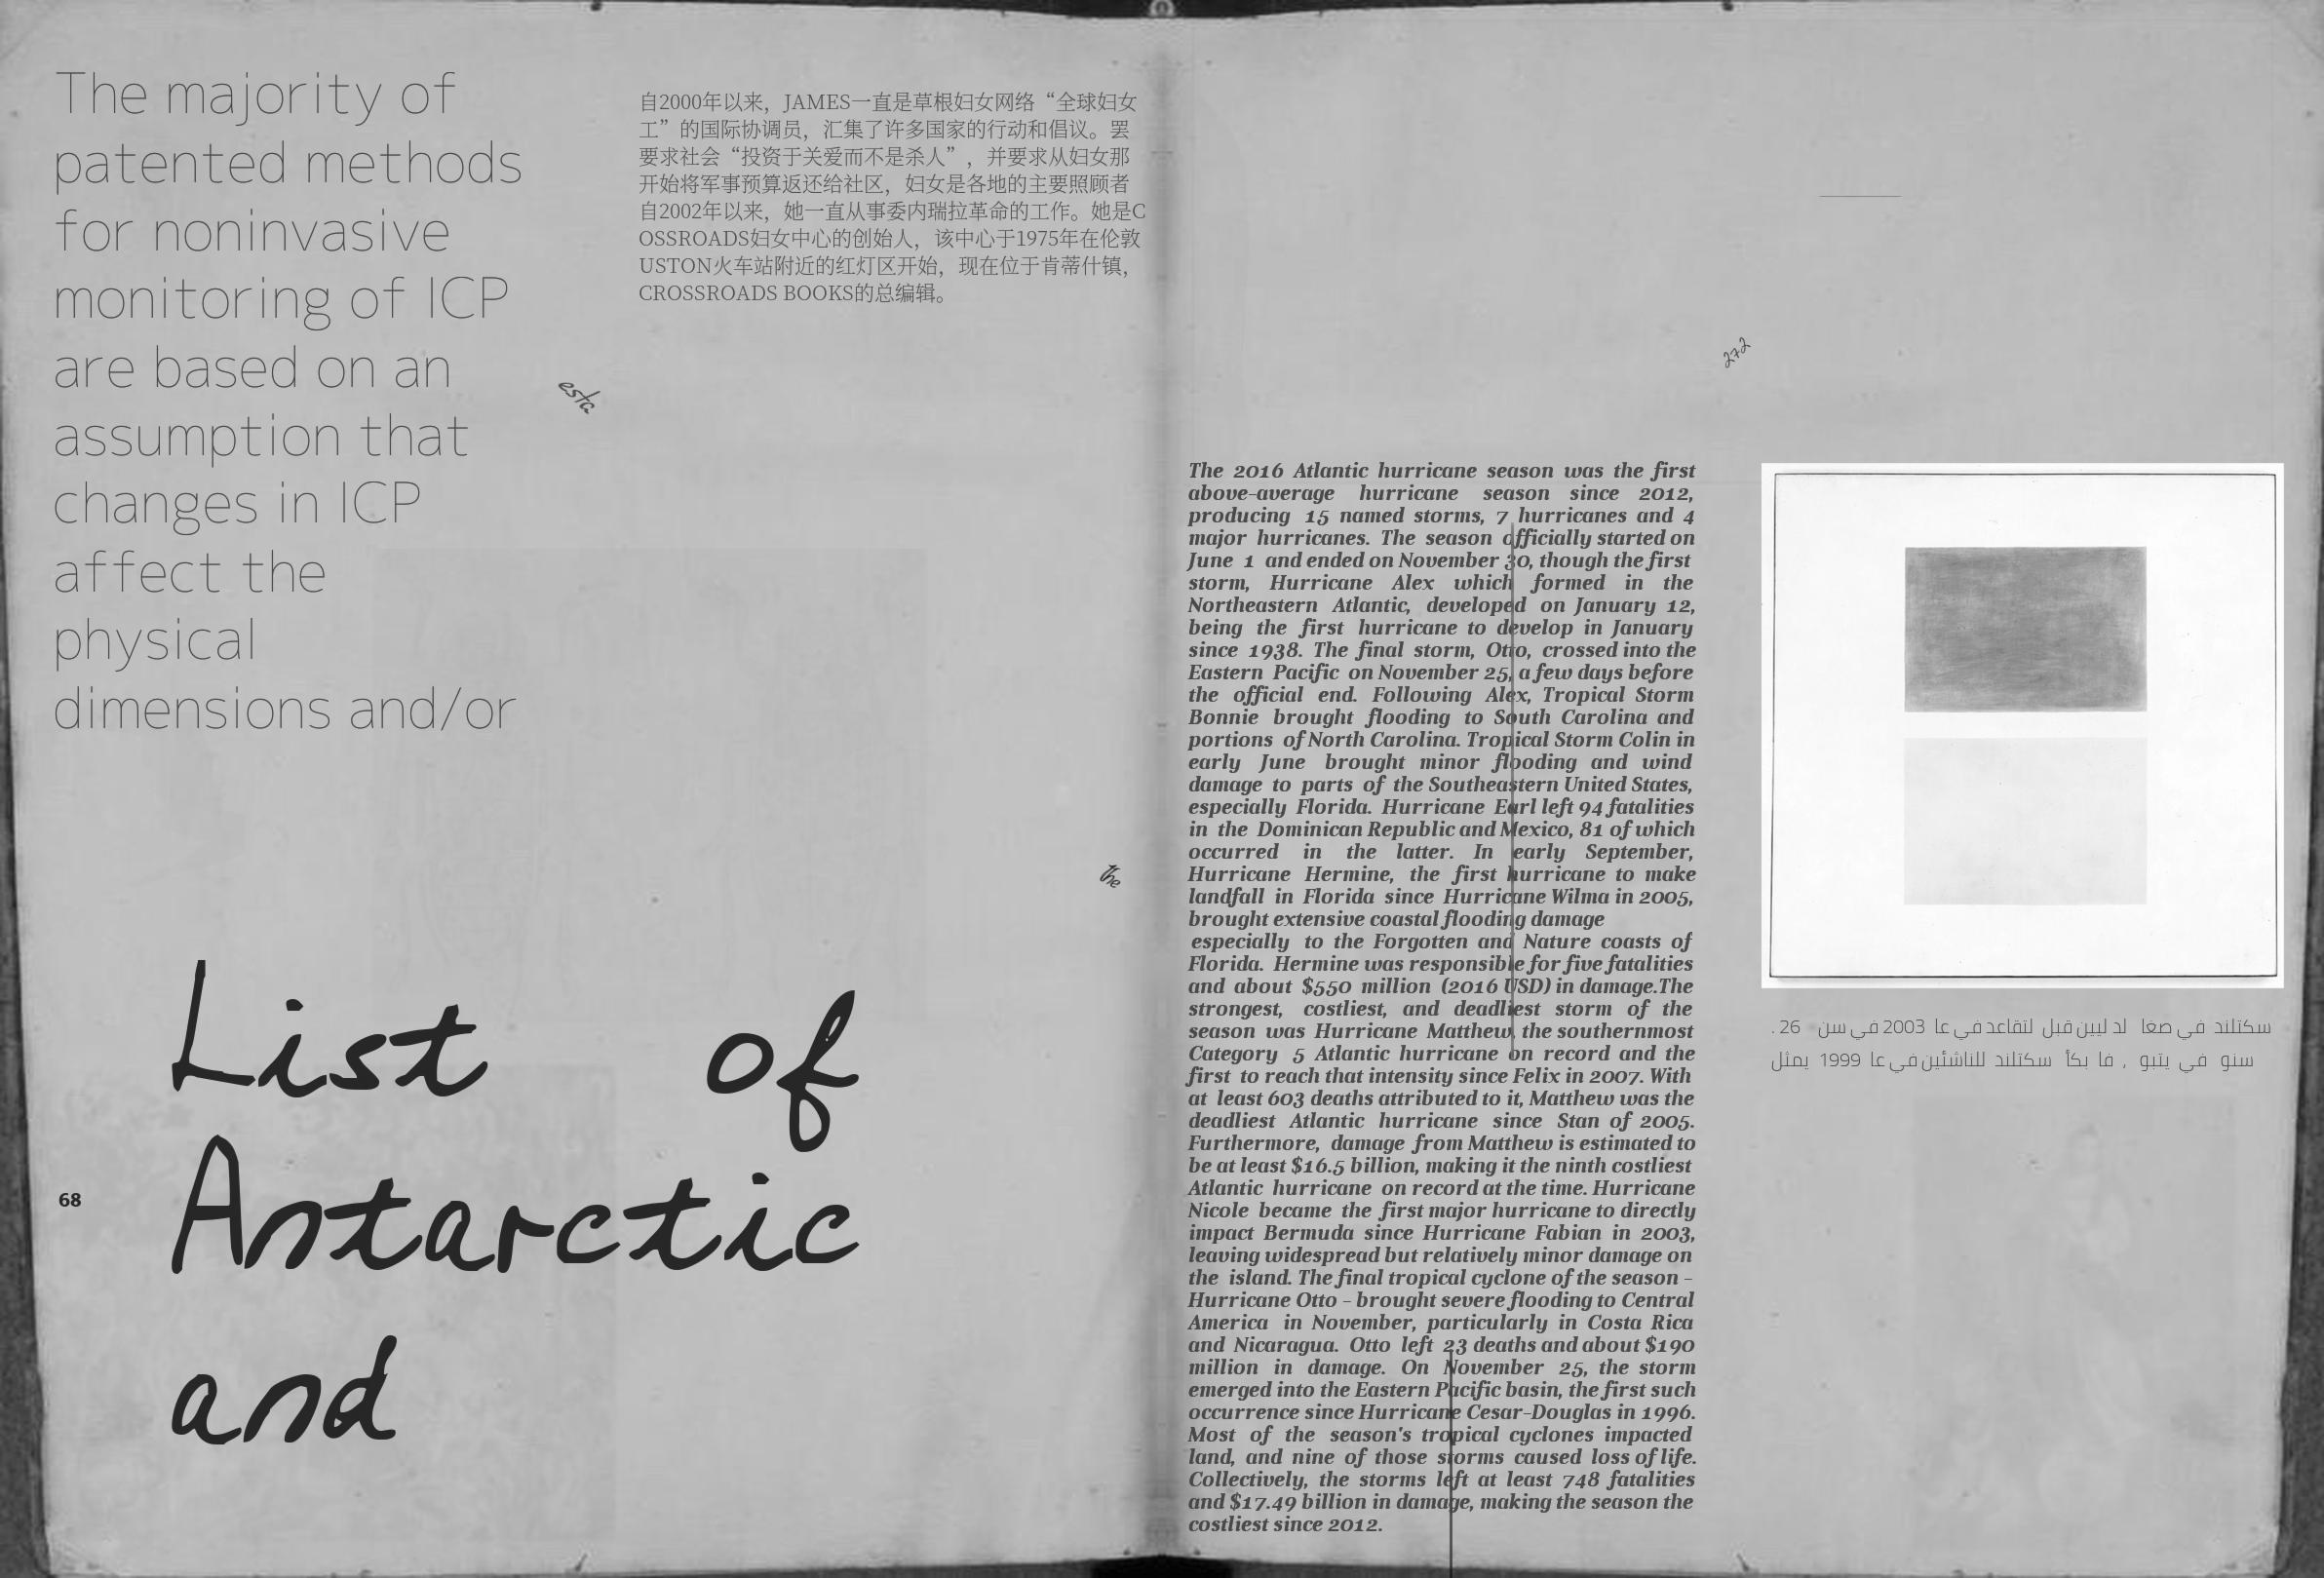 The majority of
patented methods
for noninvasive
monitoring of ICP
are based on an
assumption that
changes in ICP
affect the
physical
dimensions and/or
自2000年以来，JAMES一直是草根妇女网络“全球妇女
工”的国际协调员，汇集了许多国家的行动和倡议。罢
要求社会“投资于关爱而不是杀人”，并要求从妇女那
开始将军事预算返还给社区，妇女是各地的主要照顾者
自2002年以来，她一直从事委内瑞拉革命的工作。她是C
OSSROADS妇女中心的创始人，该中心于1975年在伦敦
USTON火车站附近的红灯区开始，现在位于肯蒂什镇，
CROSSROADS BOOKS的总编辑。
esta
the
List of
Antarctic
and
68
272
The 2016 Atlantic hurricane season was the first
above-average hurricane season since 2012,
producing 15 named storms, 7 hurricanes and 4
major hurricanes. The season officially started on
June 1 and ended on November 30, though the first
storm, Hurricane Alex which formed in the
Northeastern Atlantic, developed on January 12,
being the first hurricane to develop in January
since 1938. The final storm, Otto, crossed into the
Eastern Pacific on November 25, a few days before
the official end. Following Alex, Tropical Storm
Bonnie brought flooding to South Carolina and
portions of North Carolina. Tropical Storm Colin in
early June brought minor flooding and wind
damage to parts of the Southeastern United States,
especially Florida. Hurricane Earl left 94 fatalities
in the Dominican Republic and Mexico, 81 of which
occurred in the latter. In early September,
Hurricane Hermine, the first hurricane to make
landfall in Florida since Hurricane Wilma in 2005,
brought extensive coastal flooding damage
especially to the Forgotten and Nature coasts of
Florida. Hermine was responsible for five fatalities
and about $550 million (2016 USD) in damage.The
strongest, costliest, and deadliest storm of the
season was Hurricane Matthew, the southernmost
Category 5 Atlantic hurricane on record and the
first to reach that intensity since Felix in 2007. With
at least 603 deaths attributed to it, Matthew was the
deadliest Atlantic hurricane since Stan of 2005.
Furthermore, damage from Matthew is estimated to
be at least $16.5 billion, making it the ninth costliest
Atlantic hurricane on record at the time. Hurricane
Nicole became the first major hurricane to directly
impact Bermuda since Hurricane Fabian in 2003,
leaving widespread but relatively minor damage on
the island. The final tropical cyclone of the season –
Hurricane Otto – brought severe flooding to Central
America in November, particularly in Costa Rica
and Nicaragua. Otto left 23 deaths and about $190
million in damage. On November 25, the storm
emerged into the Eastern Pacific basin, the first such
occurrence since Hurricane Cesar–Douglas in 1996.
Most of the season's tropical cyclones impacted
land, and nine of those storms caused loss of life.
Collectively, the storms left at least 748 fatalities
and $17.49 billion in damage, making the season the
costliest since 2012.
سكتلند في صغا لد ليين قبل لتقاعد في عا 2003 في سن 26 .
سنو في يتبو ، فا بكأ سكتلند للناشئين في عا 1999 يمثل